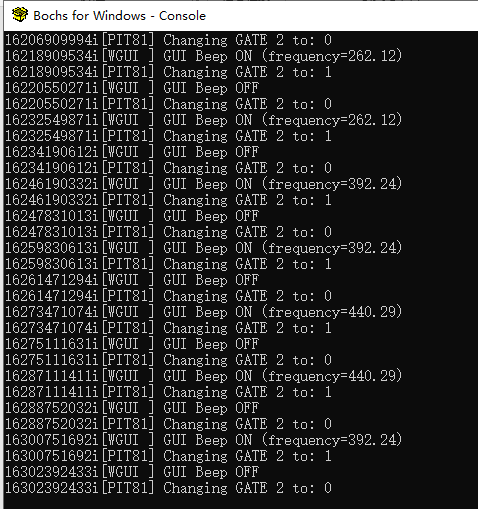 Bochs for Windows - Console
16206909994i[PIT81] Changing GATE 2 to: 0
16218909534i[WGUI ] GUI Beep ON (frequency=262.12)
16218909534i[PIT81] Changing GATE 2 to: 1
16220550271i[WGUI ] GUI Beep OFF
16220550271i[PIT81] Changing GATE 2 to: 0
16232549871i[WGUI ] GUI Beep ON (frequency=262.12)
16232549871i[PIT81] Changing GATE 2 to: 1
16234190612i[WGUI ] GUI Beep OFF
16234190612i[PIT81] Changing GATE 2 to: 0
16246190332i[WGUI ] GUI Beep ON (frequency=392.24)
16246190332i[PIT81] Changing GATE 2 to: 1
16247831013i[WGUI ] GUI Beep OFF
16247831013i[PIT81] Changing GATE 2 to: 0
16259830613i[WGUI ] GUI Beep ON (frequency=392.24)
16259830613i[PIT81] Changing GATE 2 to: 1
16261471294i[WGUI ] GUI Beep OFF
16261471294i[PIT81] Changing GATE 2 to: 0
16273471074i[WGUI ] GUI Beep ON (frequency=440.29)
16273471074i[PIT81] Changing GATE 2 to: 1
16275111631i[WGUI ] GUI Beep OFF
16275111631i[PIT81] Changing GATE 2 to: 0
16287111411i[WGUI ] GUI Beep ON (frequency=440.29)
16287111411i[PIT81] Changing GATE 2 to: 1
16288752032i[WGUI ] GUI Beep OFF
16288752032i[PIT81] Changing GATE 2 to: 0
16300751692i[WGUI ] GUI Beep ON (frequency=392.24)
16300751692i[PIT81] Changing GATE 2 to: 1
16302392433i[WGUI ] GUI Beep OFF
16302392433i[PIT81] Changing GATE 2 to: 0